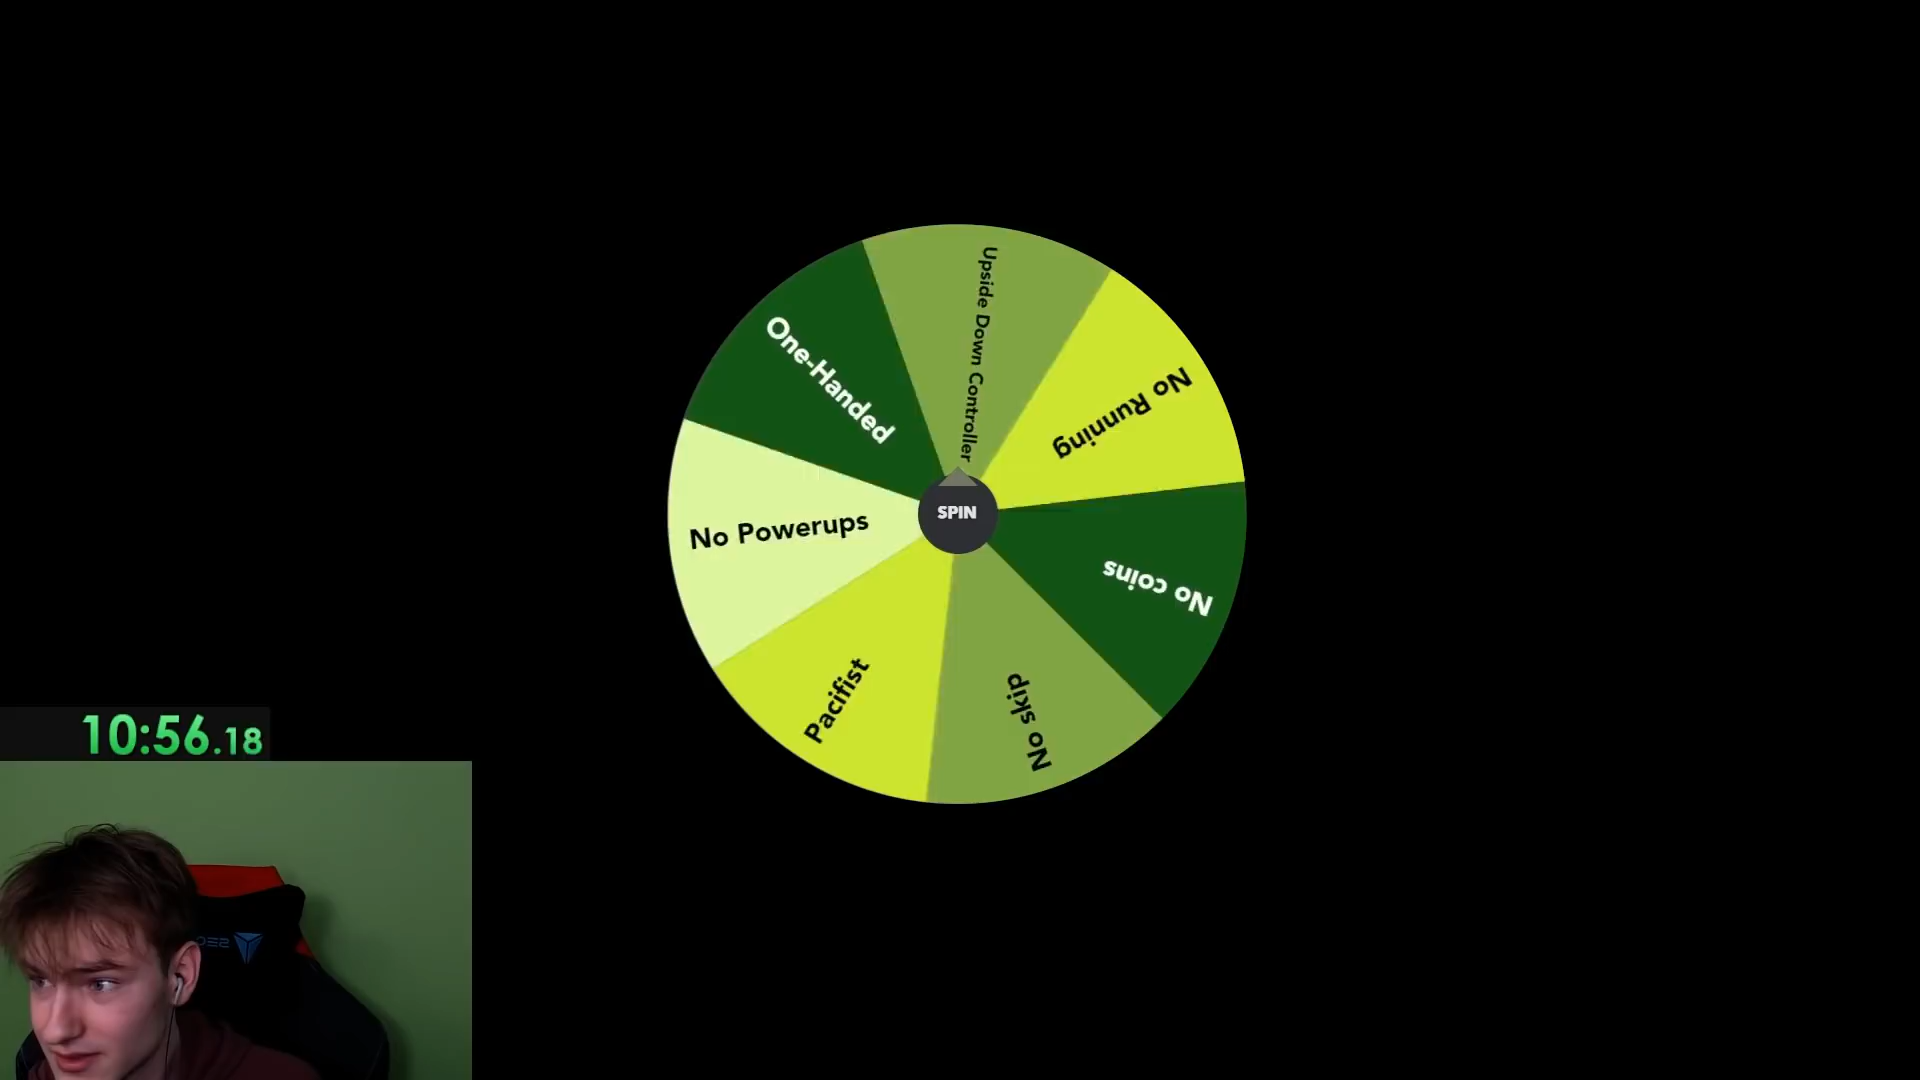 Upside Down Controller
No Running
No coins
No skip
Pacifist
No Powerups
One-Handed
SPIN
10:56.18